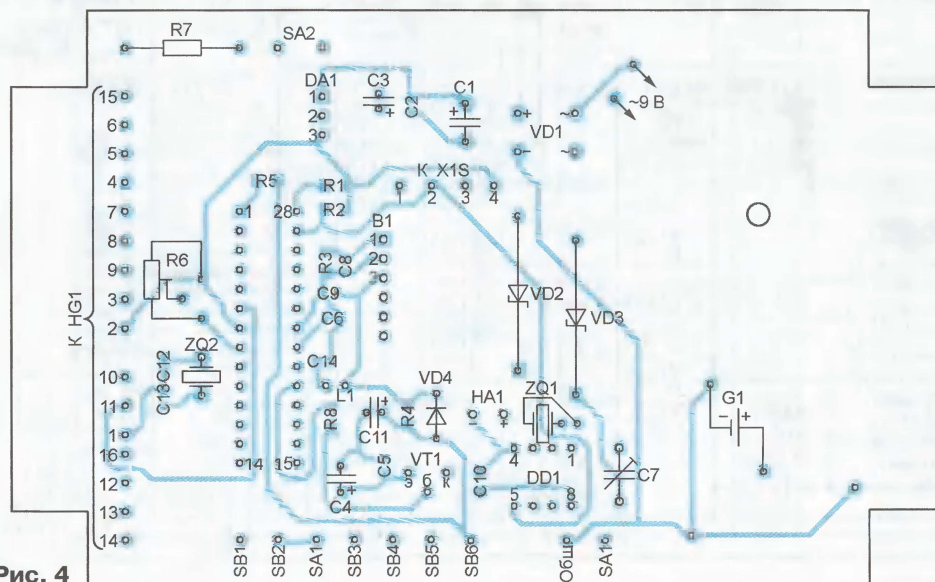 R7
SA2
DA1
C3
C1
C2
1
2
3
+
+
~9 В
+
~
VD1
−
~
15
6
5
4
7
8
9
3
2
10
11
1
16
12
13
14
К HG1
R5
R1
R2
К X1S
1
2
3
4
1
28
B1
1
2
3
R3
C8
C9
C6
R6
VD2
VD3
ZQ2
C12
C13
C14
L1
VD4
HA1
−
+
ZQ1
G1
−
+
R8
C11
+
R4
C5
VT1
4
1
C10
DD1
C7
14
15
C4
+
э
б
к
5
8
SB1
SB2
SA1
SB3
SB4
SB5
SB6
Общ.
SA1
Рис. 4